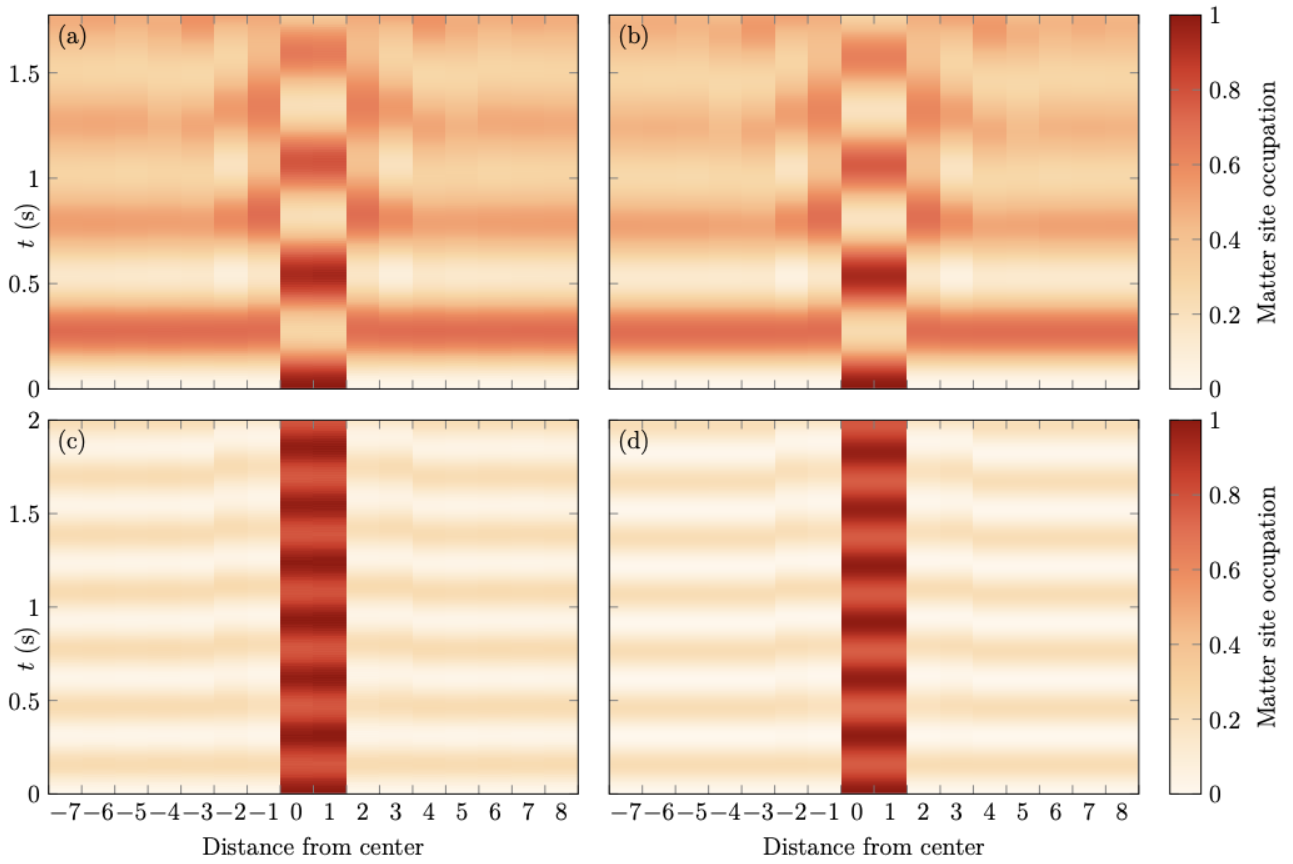 (a)
(b)
1.5
1
0.5
0
t (s)
1
0.8
0.6
0.4
0.2
0
Matter site occupation
(c)
(d)
2
1.5
1
0.5
0
t (s)
1
0.8
0.6
0.4
0.2
0
Matter site occupation
−7 −6 −5 −4 −3 −2 −1 0 1 2 3 4 5 6 7 8
−7 −6 −5 −4 −3 −2 −1 0 1 2 3 4 5 6 7 8
Distance from center
Distance from center